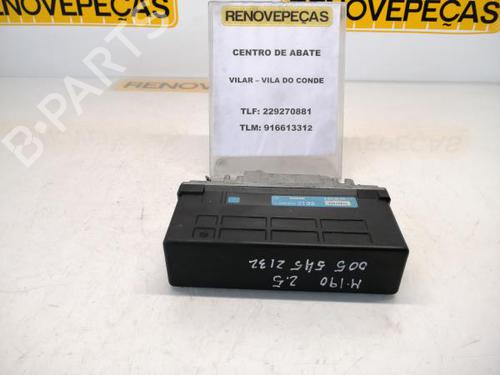 RENOVEPEÇAS
RENOVEPEÇAS
CENTRO DE ABATE
VILAR – VILA DO CONDE
TLF: 229270881
TLM: 916613312
B-PARTS
M-190 2.5
005 545 2132